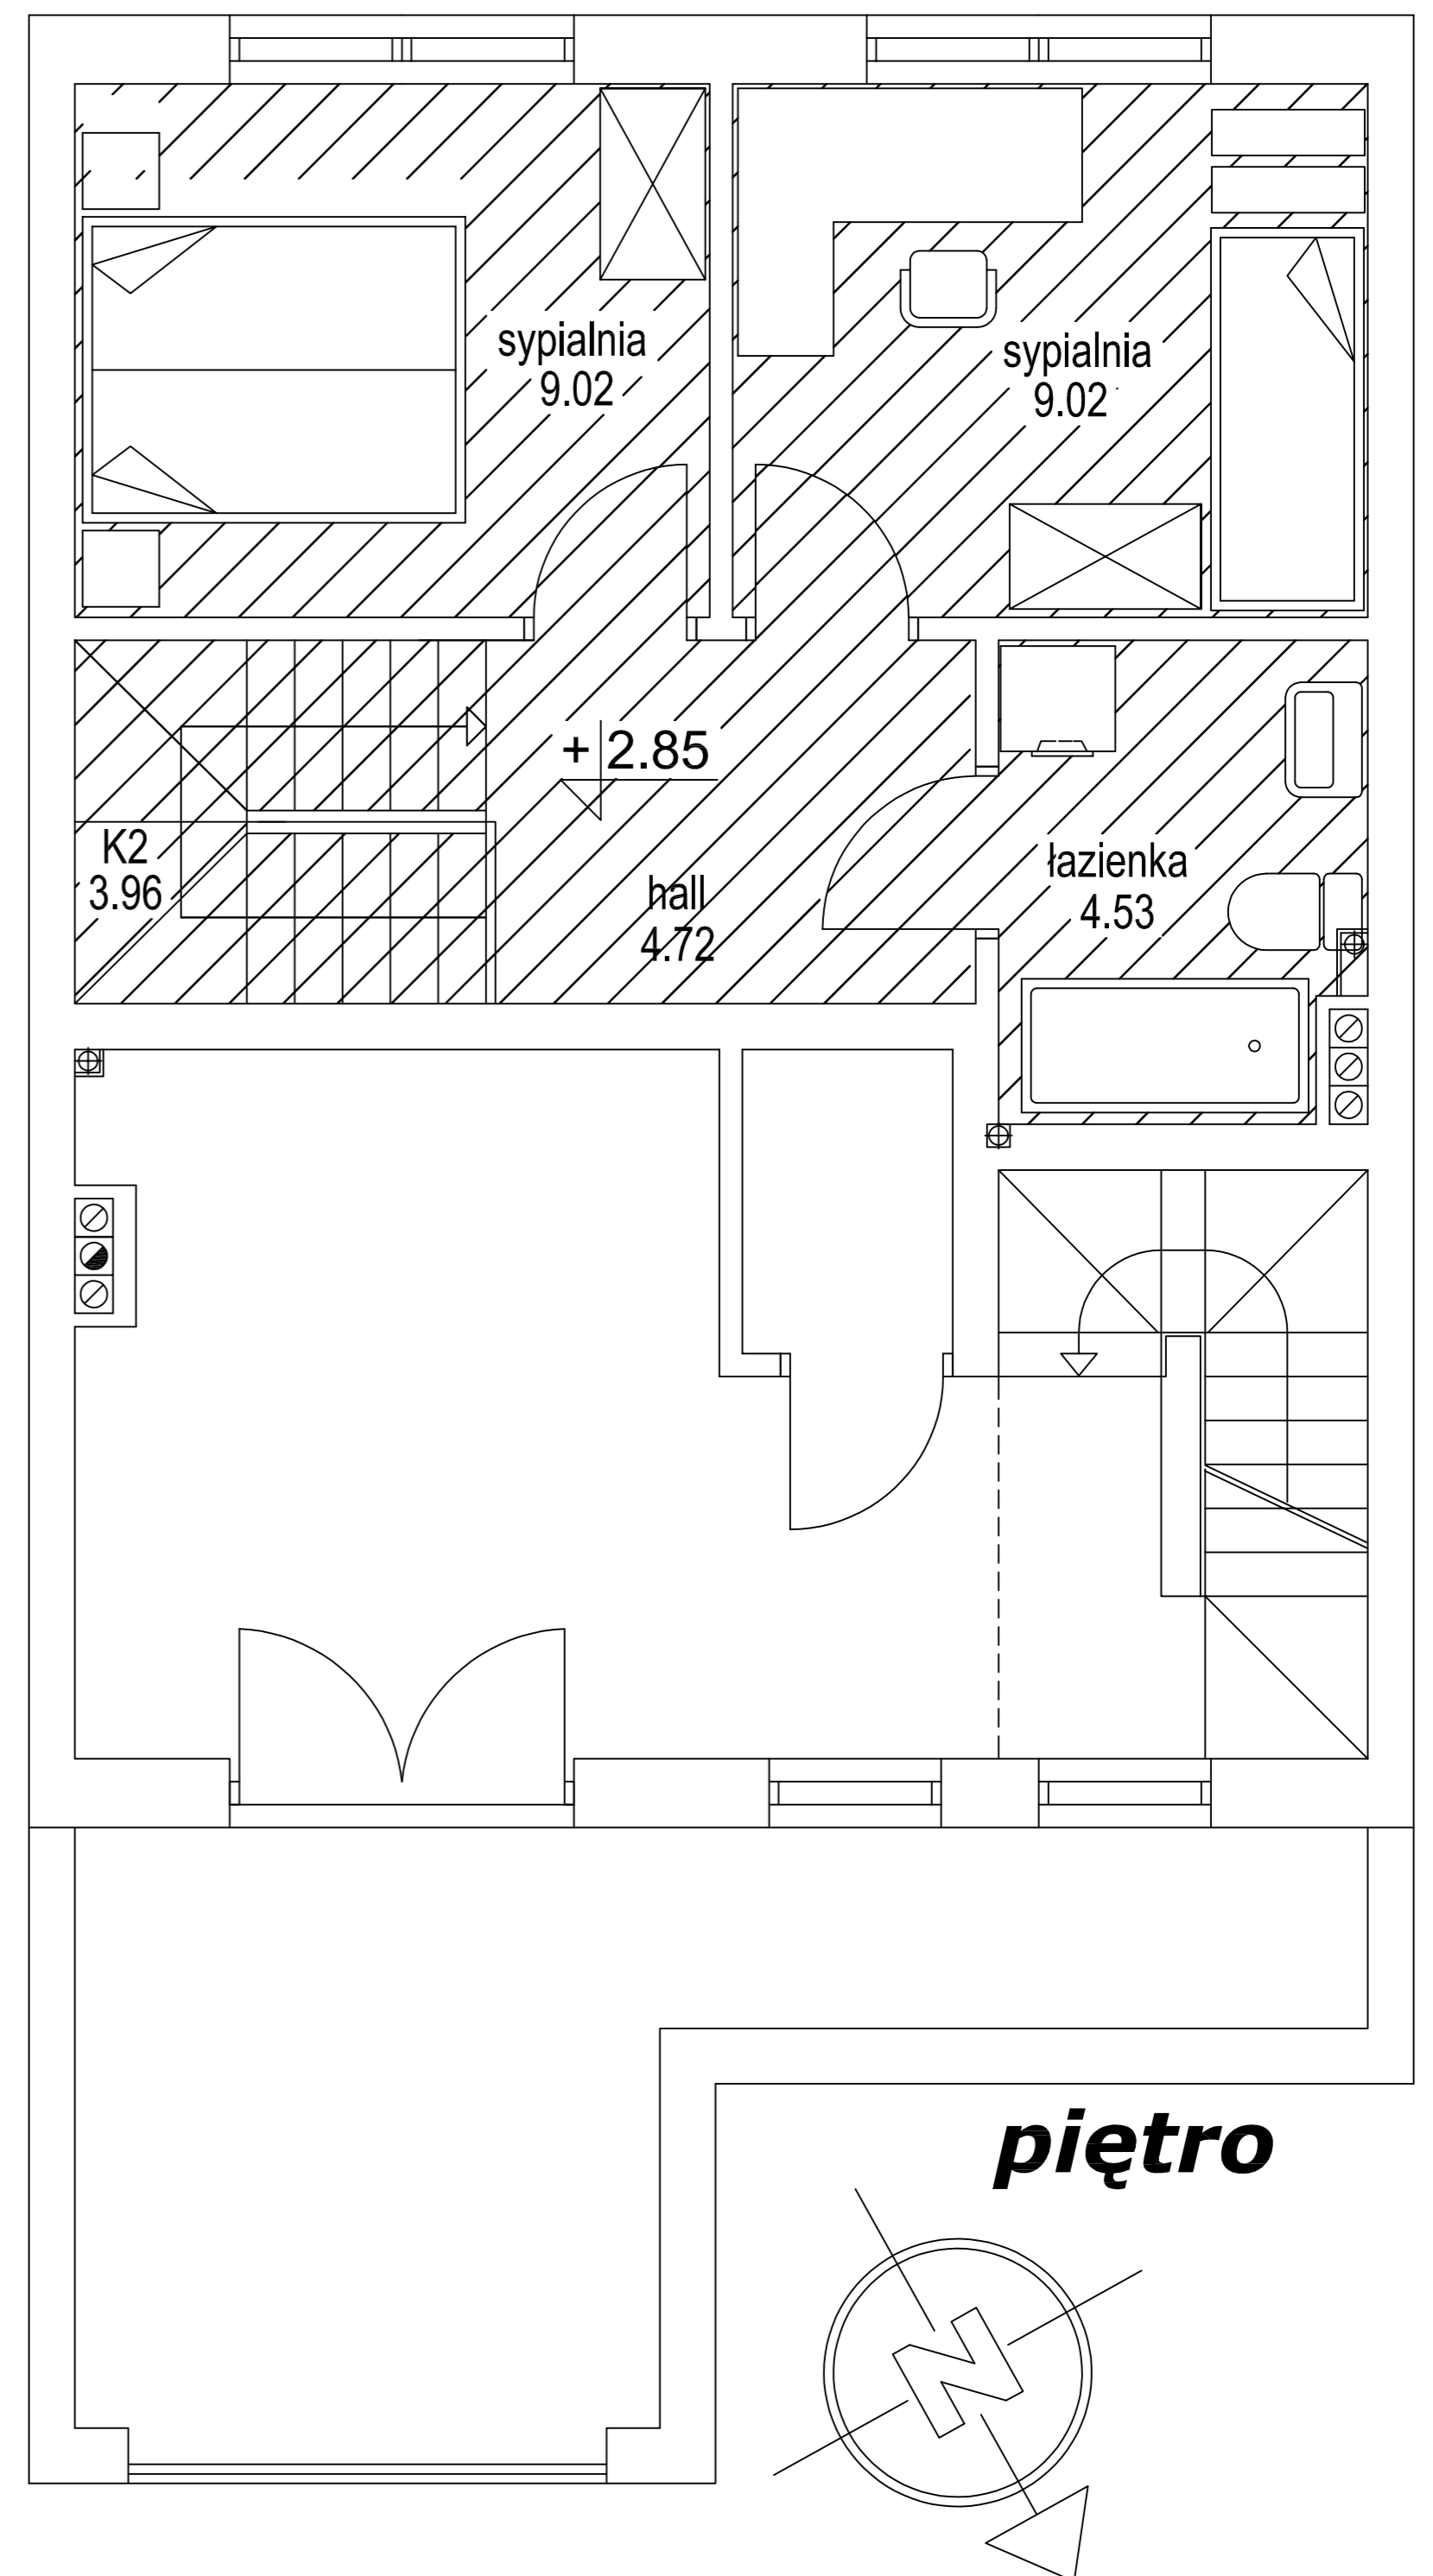 sypialnia
9.02
sypialnia
9.02
+ 2.85
K2
3.96
hall
4.72
łazienka
4.53
piętro
N